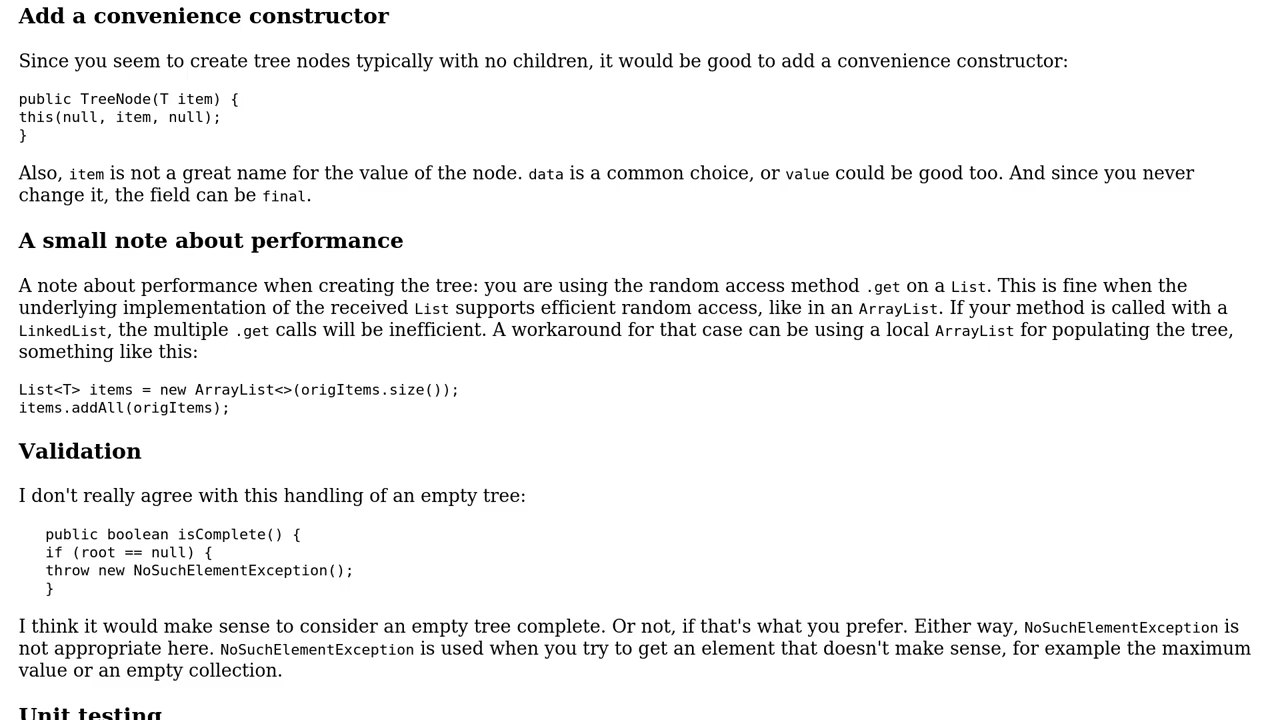 Add a convenience constructor
Since you seem to create tree nodes typically with no children, it would be good to add a convenience constructor:
public TreeNode(T item) {
this(null, item, null);
}
Also, item is not a great name for the value of the node. data is a common choice, or value could be good too. And since you never
change it, the field can be final.
A small note about performance
A note about performance when creating the tree: you are using the random access method .get on a List. This is fine when the
underlying implementation of the received List supports efficient random access, like in an ArrayList. If your method is called with a
LinkedList, the multiple .get calls will be inefficient. A workaround for that case can be using a local ArrayList for populating the tree,
something like this:
List<T> items = new ArrayList<>(origItems.size());
items.addAll(origItems);
Validation
I don't really agree with this handling of an empty tree:
public boolean isComplete() {
if (root == null) {
throw new NoSuchElementException();
}
I think it would make sense to consider an empty tree complete. Or not, if that's what you prefer. Either way, NoSuchElementException is
not appropriate here. NoSuchElementException is used when you try to get an element that doesn't make sense, for example the maximum
value or an empty collection.
Unit testing